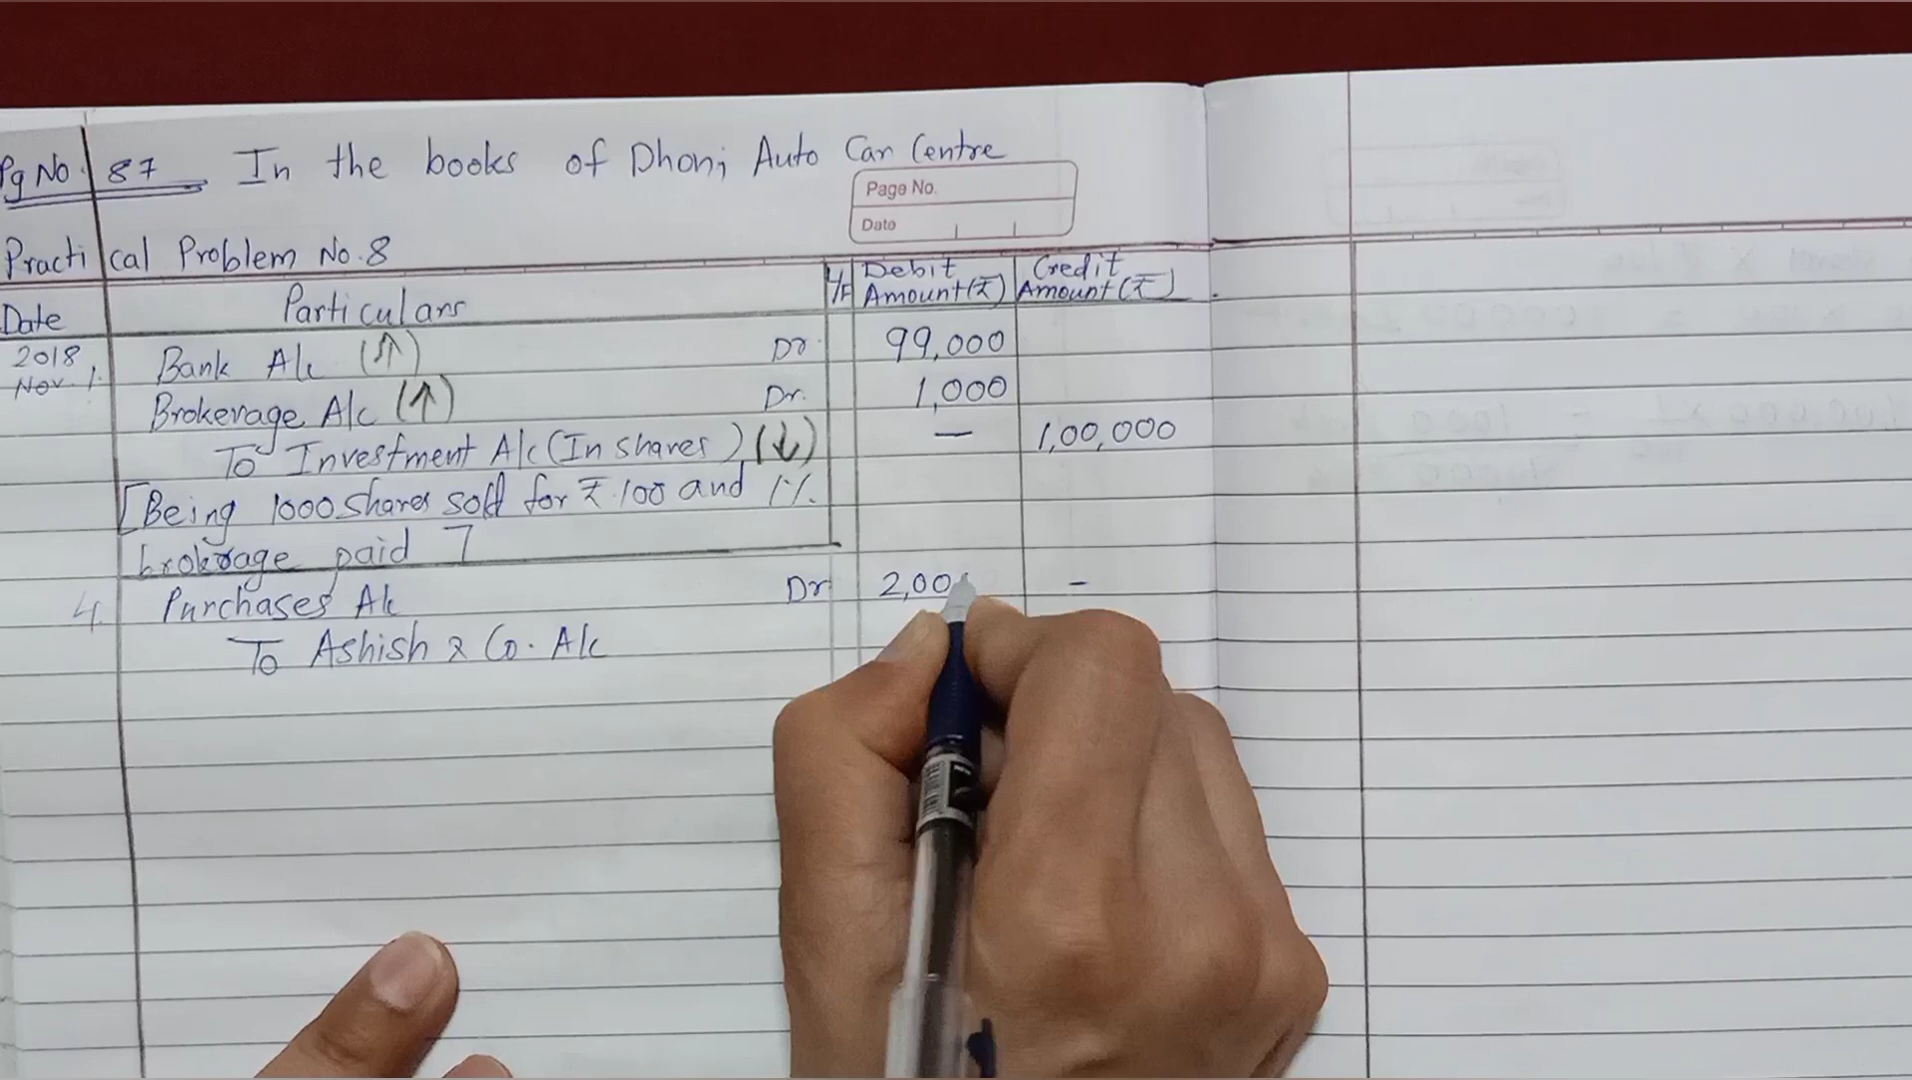 Pg No. 87 In the books of Dhoni Auto Car Centre
Page No.
Date
Practical Problem No. 8
Date Particulars L/F Debit Amount (₹) Credit Amount (₹)
2018
Nov. 1. Bank A/c (↑) Dr. 99,000
Brokerage A/c (↑) Dr. 1,000
To Investment A/c (In shares) (↓) — 1,00,000
[Being 1000 shares sold for ₹ 100 and 1%.
brokerage paid ]
4. Purchases A/c Dr 2,00 -
To Ashish & Co. A/c